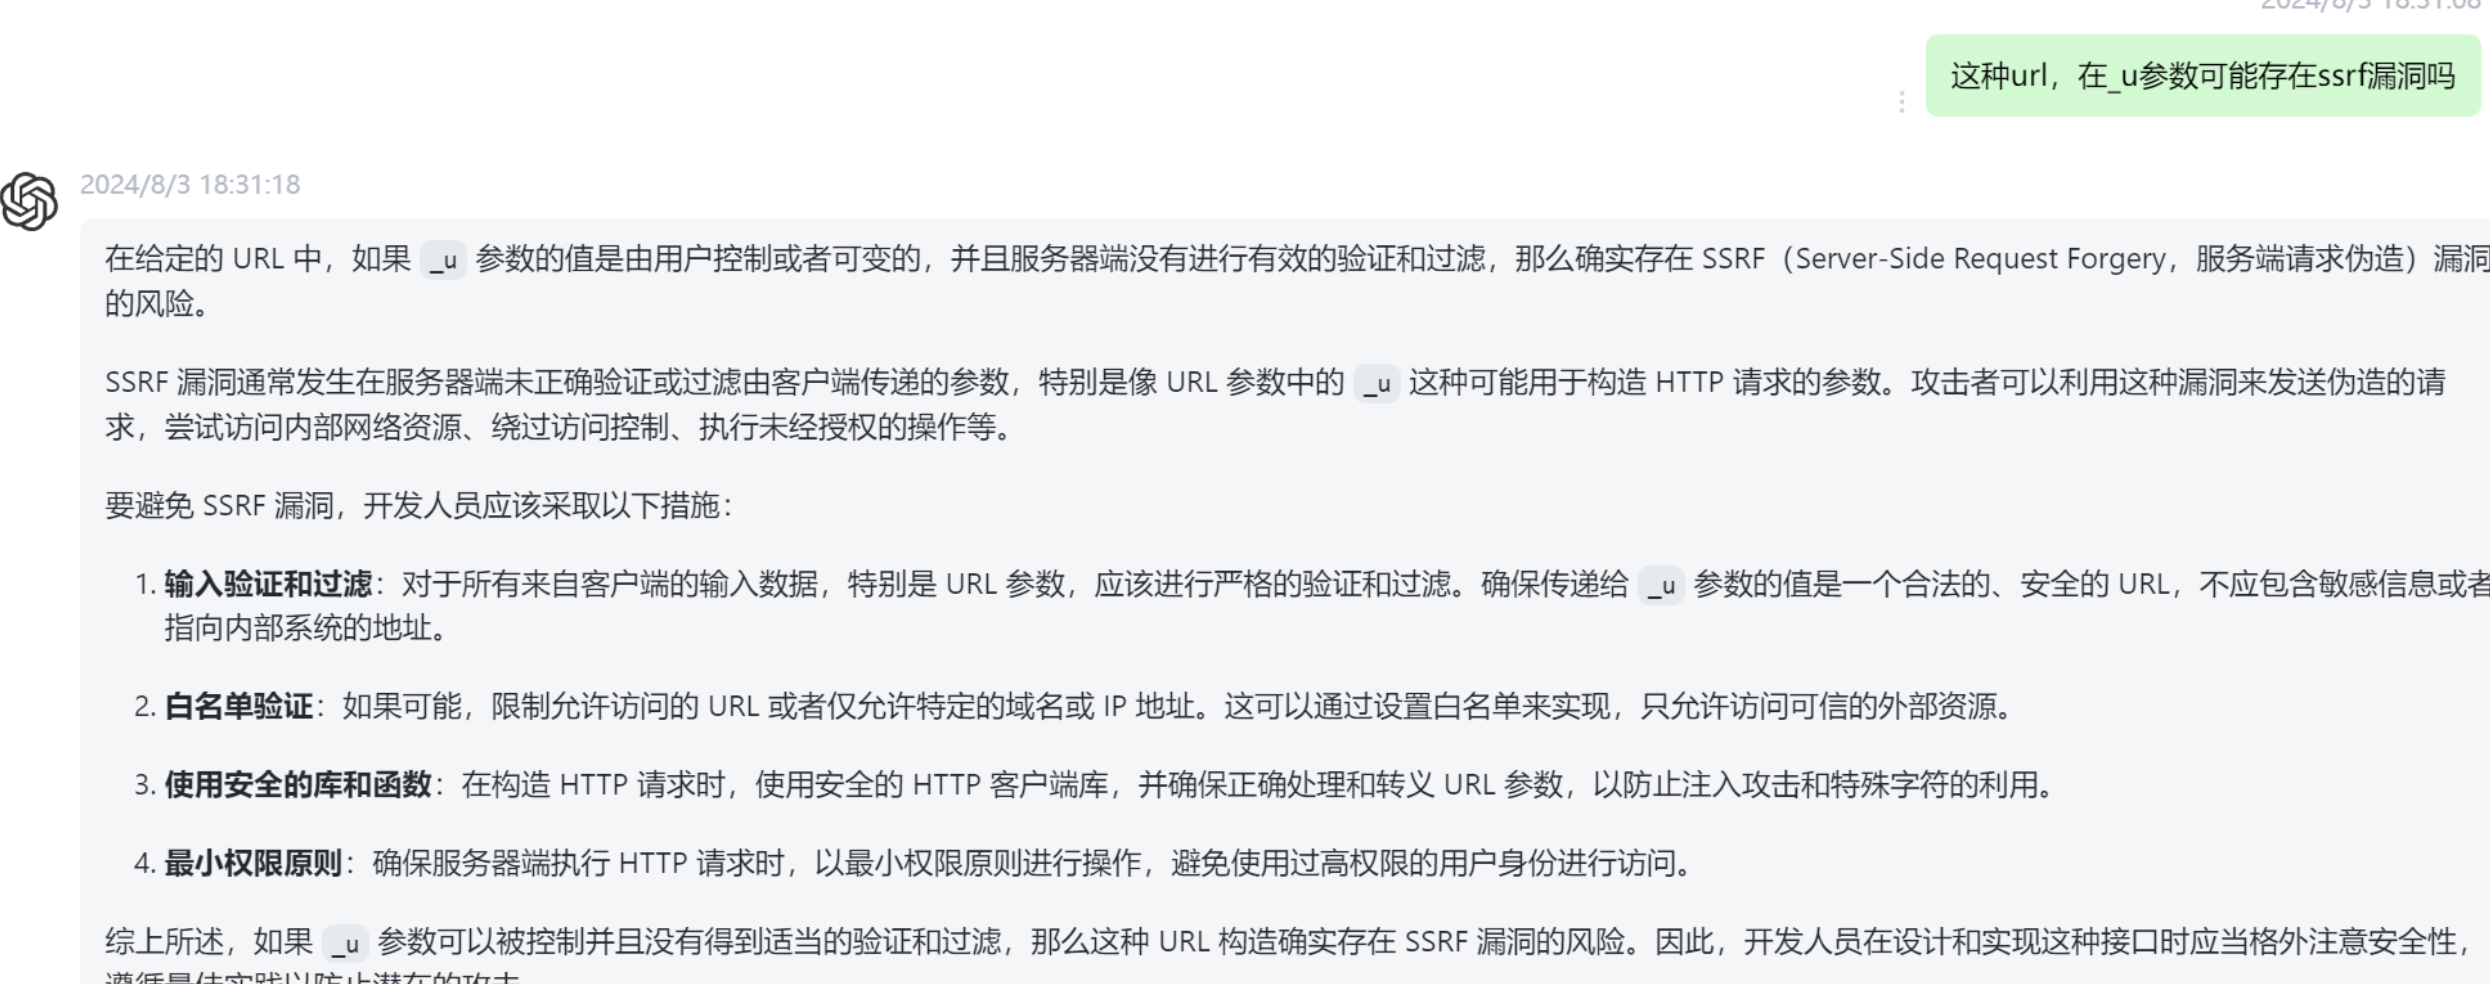 2024/8/3 18:31:08
这种url，在_u参数可能存在ssrf漏洞吗
2024/8/3 18:31:18
在给定的 URL 中，如果 _u 参数的值是由用户控制或者可变的，并且服务器端没有进行有效的验证和过滤，那么确实存在 SSRF（Server-Side Request Forgery，服务端请求伪造）漏洞
的风险。
SSRF 漏洞通常发生在服务器端未正确验证或过滤由客户端传递的参数，特别是像 URL 参数中的 _u 这种可能用于构造 HTTP 请求的参数。攻击者可以利用这种漏洞来发送伪造的请
求，尝试访问内部网络资源、绕过访问控制、执行未经授权的操作等。
要避免 SSRF 漏洞，开发人员应该采取以下措施：
1. 输入验证和过滤：对于所有来自客户端的输入数据，特别是 URL 参数，应该进行严格的验证和过滤。确保传递给 _u 参数的值是一个合法的、安全的 URL，不应包含敏感信息或者
指向内部系统的地址。
2. 白名单验证：如果可能，限制允许访问的 URL 或者仅允许特定的域名或 IP 地址。这可以通过设置白名单来实现，只允许访问可信的外部资源。
3. 使用安全的库和函数：在构造 HTTP 请求时，使用安全的 HTTP 客户端库，并确保正确处理和转义 URL 参数，以防止注入攻击和特殊字符的利用。
4. 最小权限原则：确保服务器端执行 HTTP 请求时，以最小权限原则进行操作，避免使用过高权限的用户身份进行访问。
综上所述，如果 _u 参数可以被控制并且没有得到适当的验证和过滤，那么这种 URL 构造确实存在 SSRF 漏洞的风险。因此，开发人员在设计和实现这种接口时应当格外注意安全性，
遵循最佳实践以防止潜在的攻击